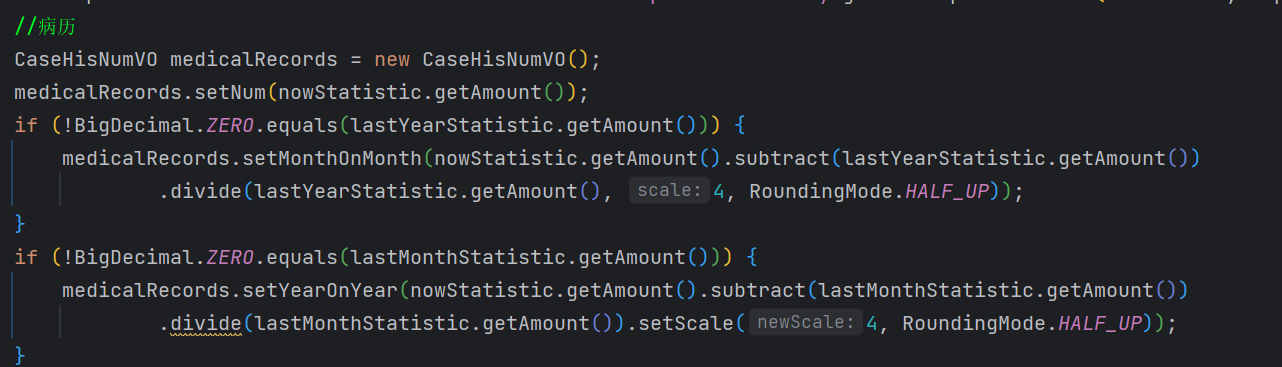 //病历
CaseHisNumVO medicalRecords = new CaseHisNumVO();
medicalRecords.setNum(nowStatistic.getAmount());
if (!BigDecimal.ZERO.equals(lastYearStatistic.getAmount())) {
medicalRecords.setMonthOnMonth(nowStatistic.getAmount().subtract(lastYearStatistic.getAmount())
.divide(lastYearStatistic.getAmount(), scale: 4, RoundingMode.HALF_UP));
}
if (!BigDecimal.ZERO.equals(lastMonthStatistic.getAmount())) {
medicalRecords.setYearOnYear(nowStatistic.getAmount().subtract(lastMonthStatistic.getAmount())
.divide(lastMonthStatistic.getAmount()).setScale( newScale: 4, RoundingMode.HALF_UP));
}